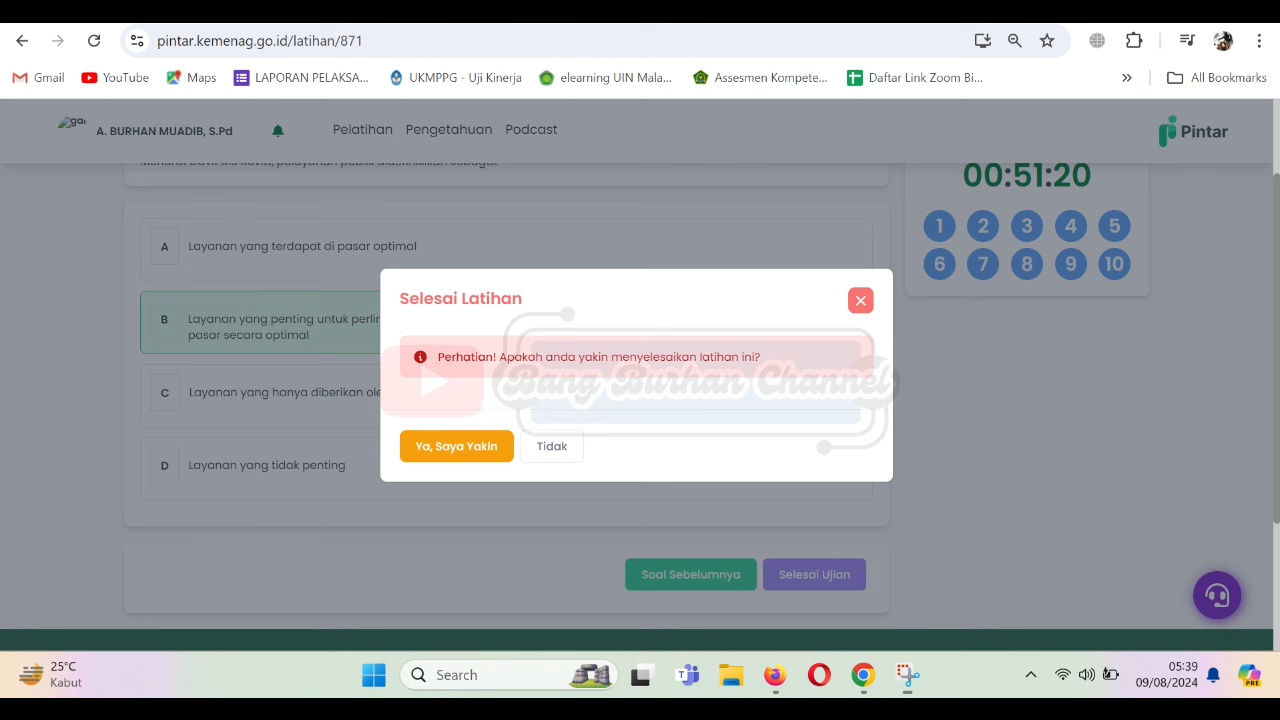 pintar.kemenag.go.id/latihan/871
Gmail
YouTube
Maps
LAPORAN PELAKSA...
UKMPPG - Uji Kinerja
elearning UIN Mala...
Assesmen Kompete...
Daftar Link Zoom Bi...
»
All Bookmarks
A. BURHAN MUADIB, S.Pd
Pelatihan
Pengetahuan
Podcast
Pintar
00:51:20
1 2 3 4 5
6 7 8 9 10
A
Layanan yang terdapat di pasar optimal
B
Layanan yang penting untuk perlin
pasar secara optimal
C
Layanan yang hanya diberikan ole
D
Layanan yang tidak penting
Selesai Latihan
Perhatian! Apakah anda yakin menyelesaikan latihan ini?
Bang Burhan Channel
Ya, Saya Yakin
Tidak
Soal Sebelumnya
Selesai Ujian
25°C
Kabut
Search
05:39
09/08/2024
PRE